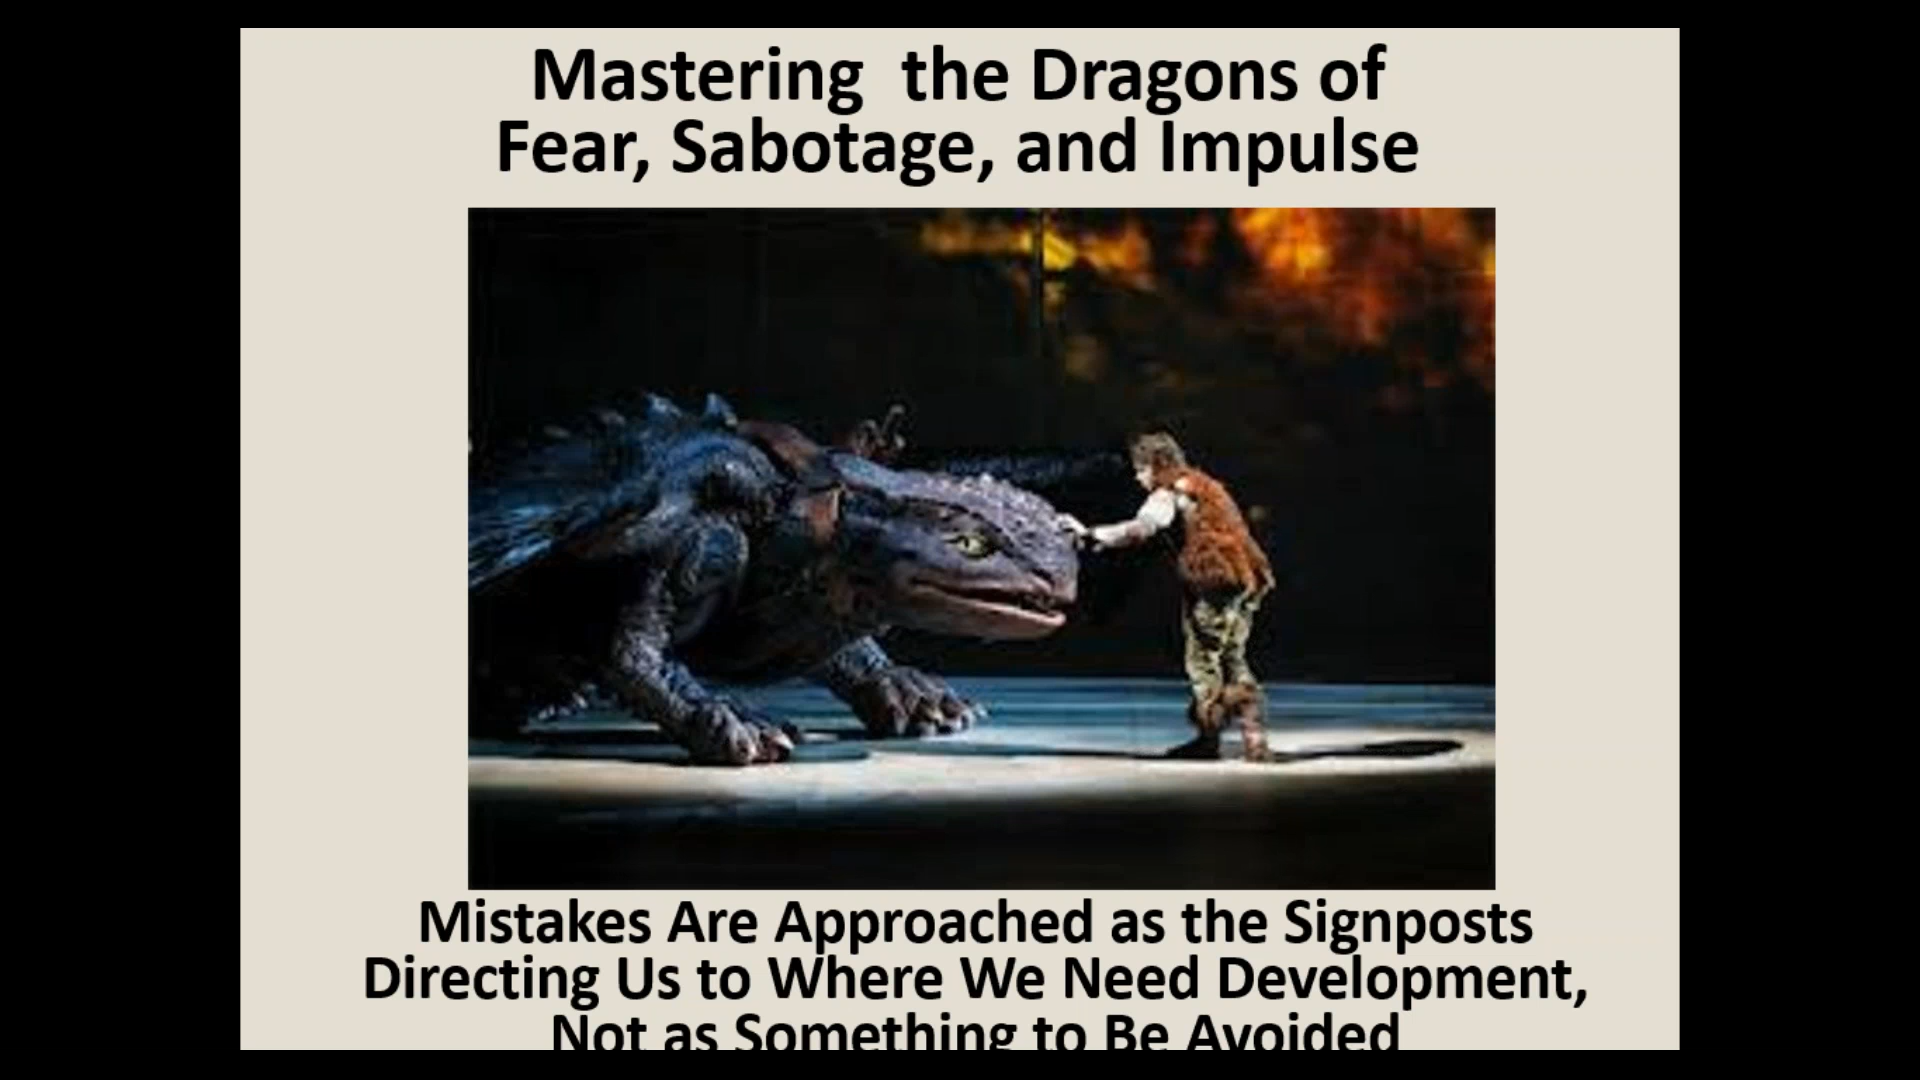 Mastering  the Dragons of
Fear, Sabotage, and Impulse
Mistakes Are Approached as the Signposts
Directing Us to Where We Need Development,
Not as Something to Be Avoided